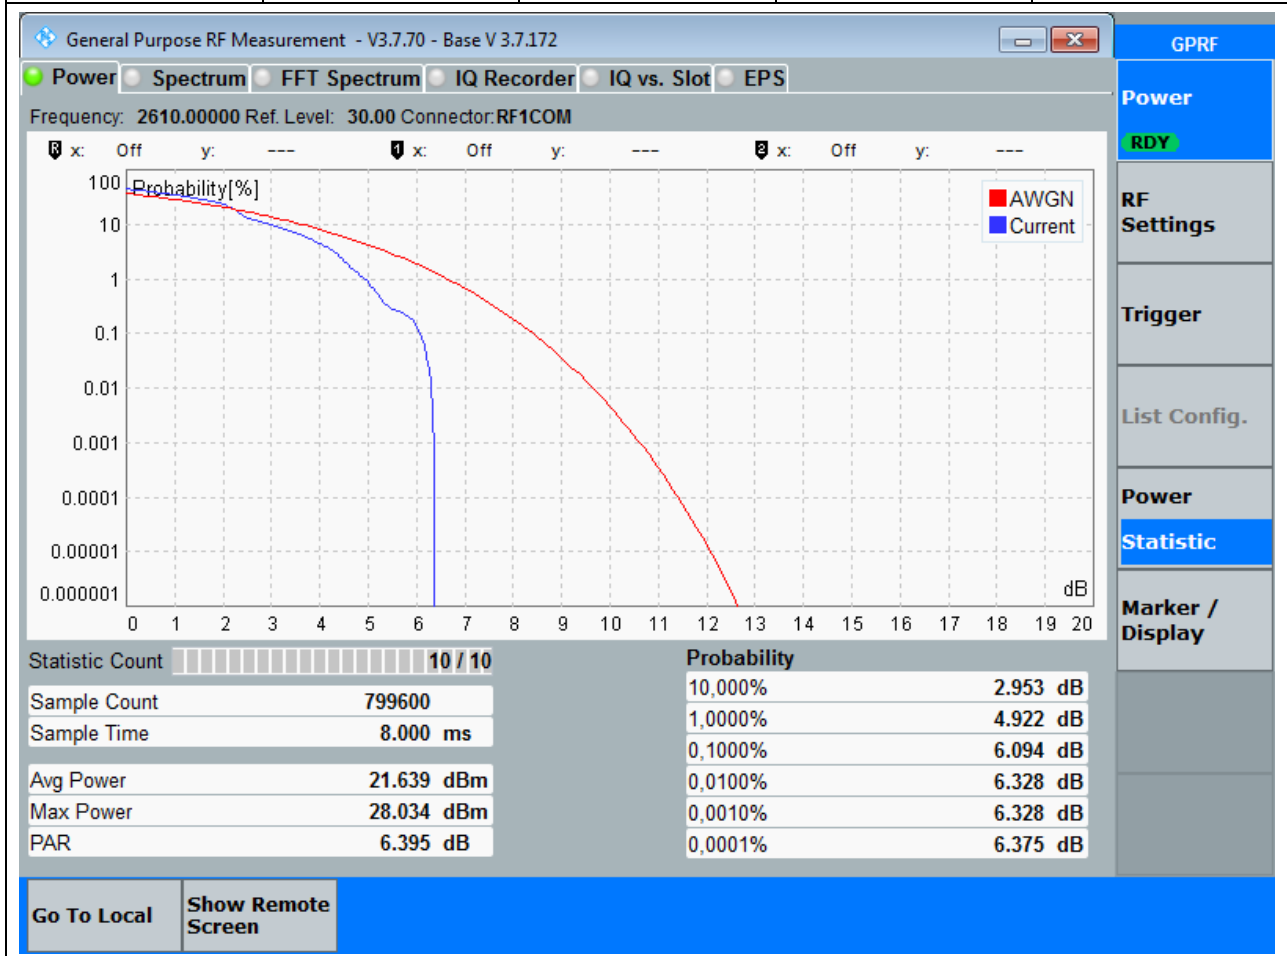 General Purpose RF Measurement - V3.7.70 - Base V 3.7.172
GPRF
Power Spectrum FFT Spectrum IQ Recorder IQ vs. Slot EPS
Power
RDY
Frequency: 2610.00000 Ref. Level: 30.00 Connector:RF1COM
R x: Off y: --- 1 x: Off y: --- 2 x: Off y: ---
RF
Settings
Trigger
List Config.
Power
Statistic
Marker /
Display
Probability[%]
AWGN
Current
100
10
1
0.1
0.01
0.001
0.0001
0.00001
0.000001
dB
0 1 2 3 4 5 6 7 8 9 10 11 12 13 14 15 16 17 18 19 20
Statistic Count 10 / 10
Sample Count 799600
Sample Time 8.000 ms
Avg Power 21.639 dBm
Max Power 28.034 dBm
PAR 6.395 dB
Probability
10,000% 2.953 dB
1,0000% 4.922 dB
0,1000% 6.094 dB
0,0100% 6.328 dB
0,0010% 6.328 dB
0,0001% 6.375 dB
Go To Local
Show Remote
Screen